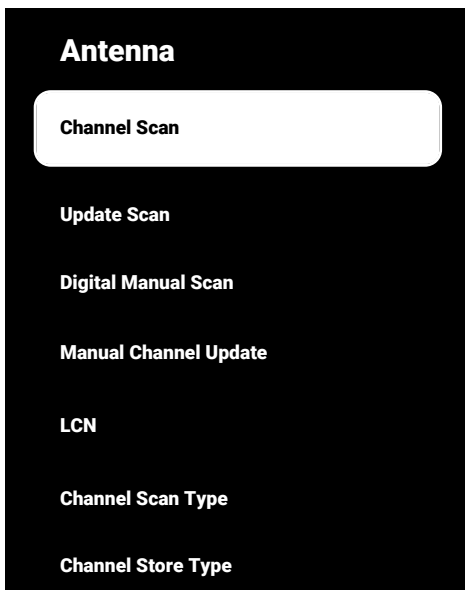 Antenna
Channel Scan
Update Scan
Digital Manual Scan
Manual Channel Update
LCN
Channel Scan Type
Channel Store Type